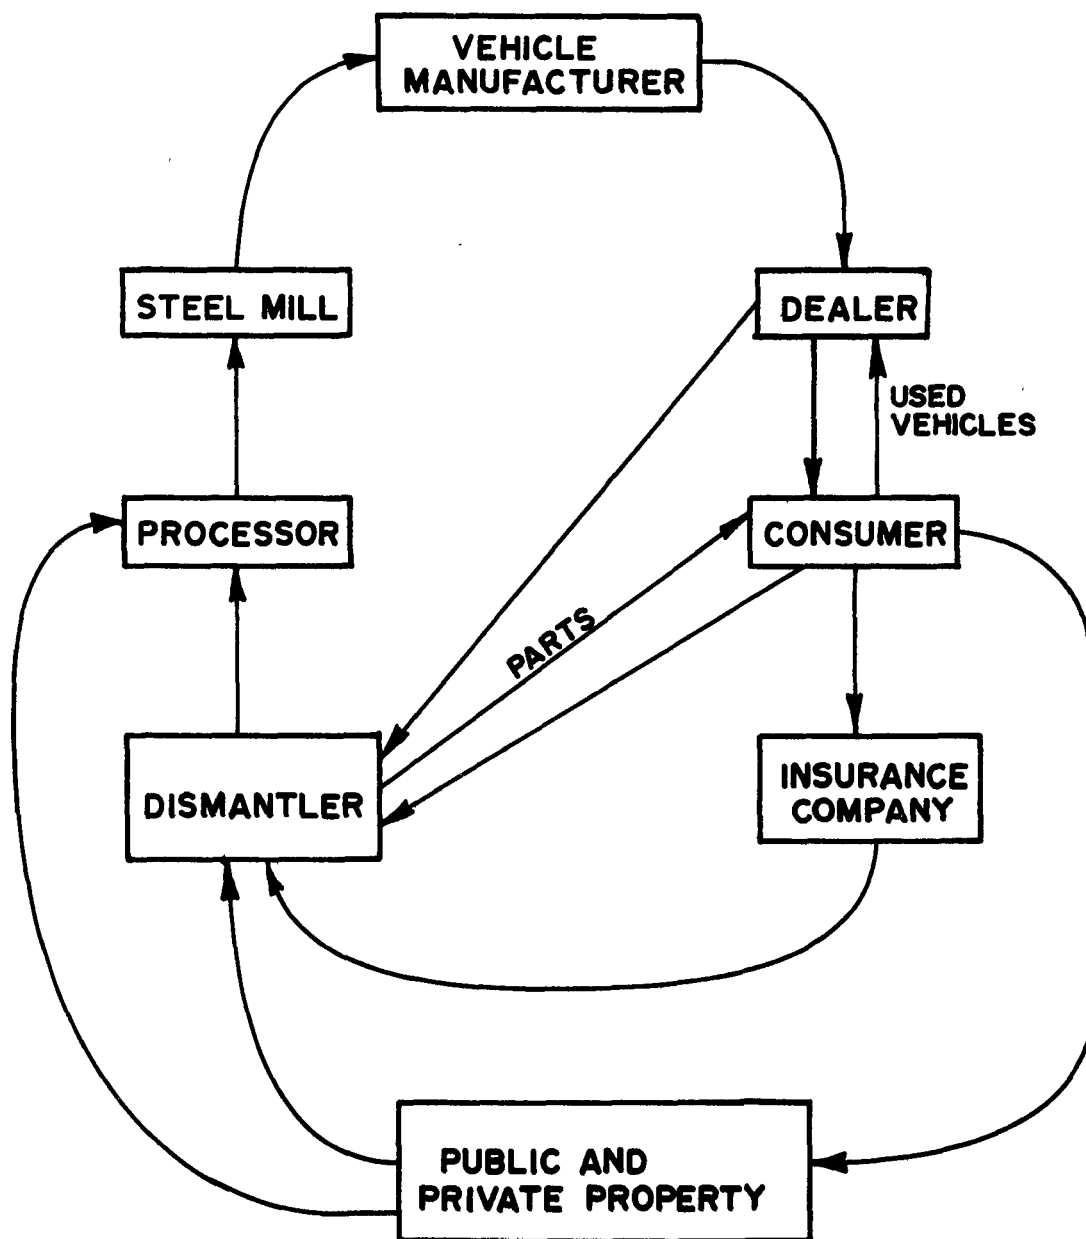 VEHICLE
MANUFACTURER
STEEL MILL
DEALER
USED
VEHICLES
PROCESSOR
CONSUMER
PARTS
DISMANTLER
INSURANCE
COMPANY
PUBLIC AND
PRIVATE PROPERTY